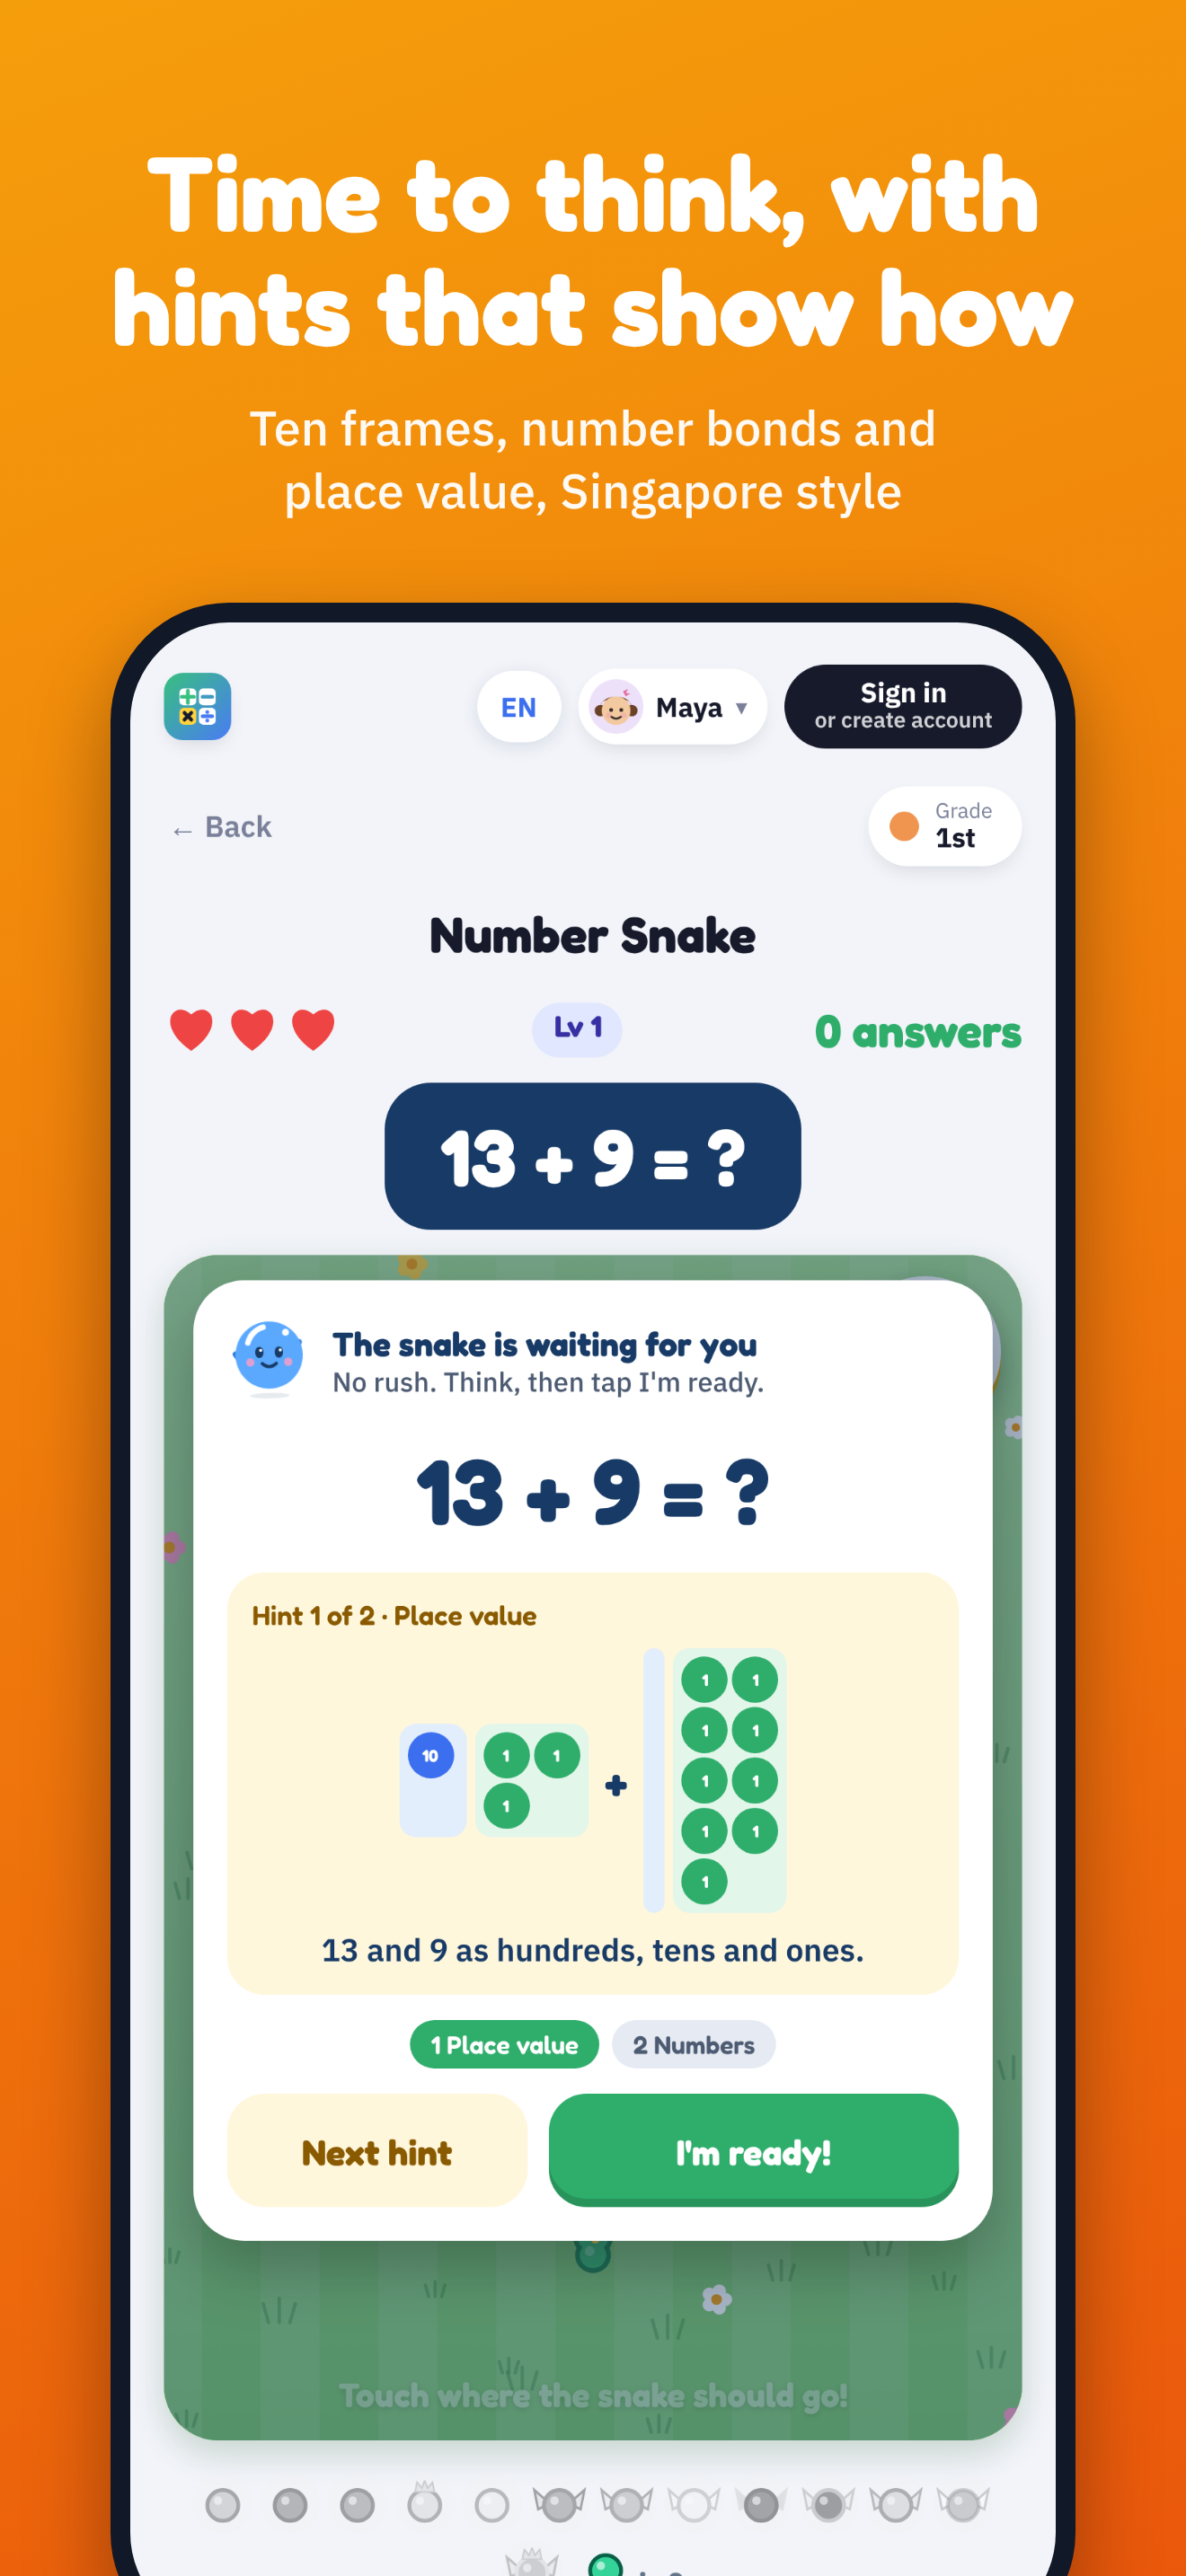 Time to think, with
hints that show how
Ten frames, number bonds and
place value, Singapore style
EN
Maya ▾
Sign in
or create account
← Back
Grade
1st
Number Snake
Lv 1
0 answers
13 + 9 = ?
The snake is waiting for you
No rush. Think, then tap I'm ready.
13 + 9 = ?
Hint 1 of 2 · Place value
10 1 1 1 + 1 1 1 1 1 1 1 1 1
13 and 9 as hundreds, tens and ones.
1 Place value
2 Numbers
Next hint
I'm ready!
Touch where the snake should go!